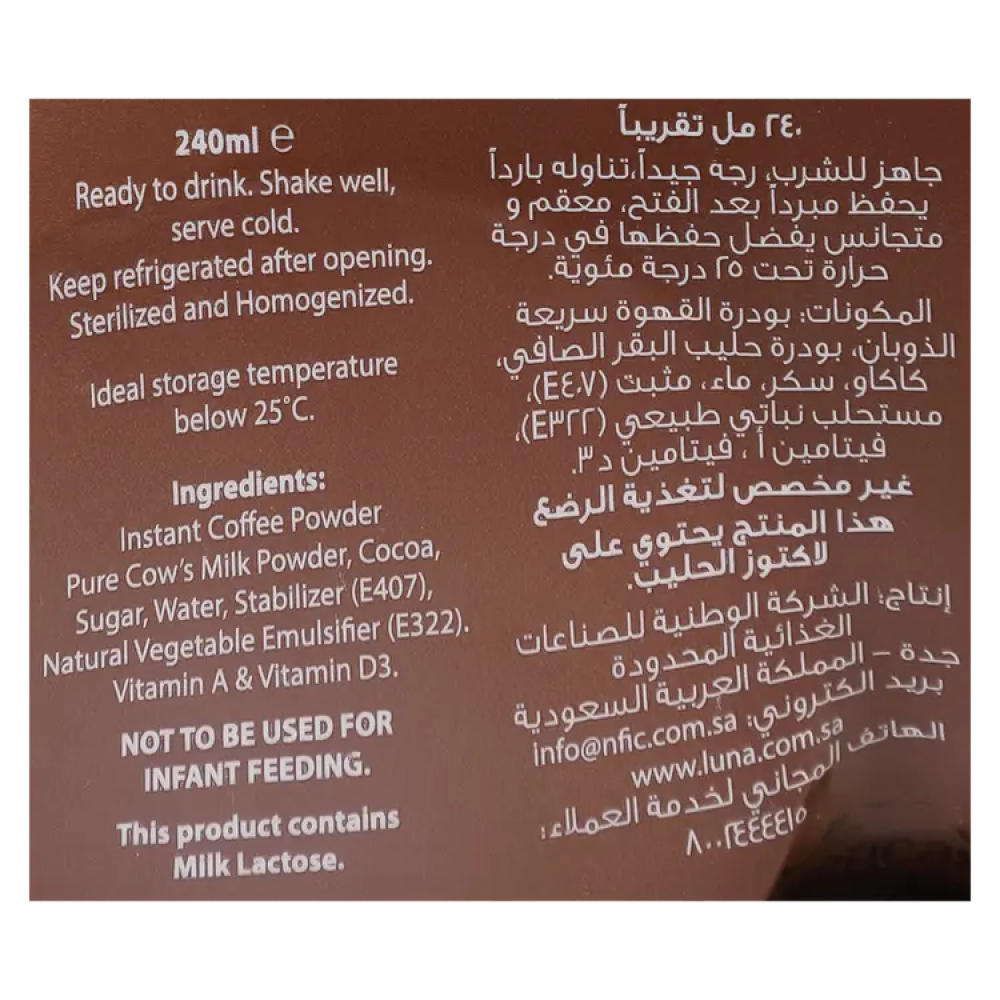 240ml ℮
Ready to drink. Shake well,
serve cold.
Keep refrigerated after opening.
Sterilized and Homogenized.
Ideal storage temperature
below 25°C.
Ingredients:
Instant Coffee Powder
Pure Cow's Milk Powder, Cocoa,
Sugar, Water, Stabilizer (E407),
Natural Vegetable Emulsifier (E322).
Vitamin A & Vitamin D3.
NOT TO BE USED FOR
INFANT FEEDING.
This product contains
Milk Lactose.
٢٤٠ مل تقريباً
جاهز للشرب، رجه جيداً،تناوله بارداً
يحفظ مبرداً بعد الفتح، معقم و
متجانس يفضل حفظها في درجة
حرارة تحت ٢٥ درجة مئوية.
المكونات: بودرة القهوة سريعة
الذوبان، بودرة حليب البقر الصافي،
كاكاو، سكر، ماء، مثبت (E٤٠٧)،
مستحلب نباتي طبيعي (E٣٢٢)،
فيتامين أ ، فيتامين د٣.
غير مخصص لتغذية الرضع
هذا المنتج يحتوي على
لاكتوز الحليب.
إنتاج: الشركة الوطنية للصناعات
الغذائية المحدودة
جدة – المملكة العربية السعودية
بريد الكتروني: info@nfic.com.sa
www.luna.com.sa
الهاتف المجاني لخدمة العملاء:
٨٠٠٢٤٤٤٤١٥